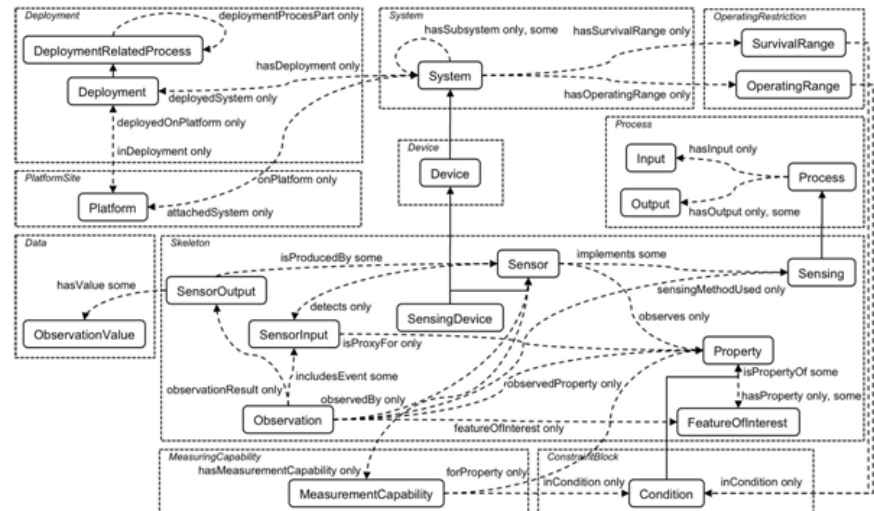 Deployment
deploymentProcesPart only
DeploymentRelatedProcess
Deployment
hasDeployment only
deployedSystem only
deployedOnPlatform only
inDeployment only
System
hasSubsystem only, some
System
hasSurvivalRange only
hasOperatingRange only
OperatingRestriction
SurvivalRange
OperatingRange
PlatformSite
Platform
onPlatform only
attachedSystem only
Device
Device
Process
Input
hasInput only
Process
Output
hasOutput only, some
Data
hasValue some
ObservationValue
Skeleton
isProducedBy some
Sensor
implements some
Sensing
SensorOutput
detects only
SensingDevice
sensingMethodUsed only
SensorInput
observes only
isProxyFor only
Property
isPropertyOf some
includesEvent some
observedProperty only
observationResult only
observedBy only
hasProperty only, some
Observation
featureOfInterest only
FeatureOfInterest
MeasuringCapability
hasMeasurementCapability only
forProperty only
MeasurementCapability
ConstraintBlock
inCondition only
Condition
inCondition only